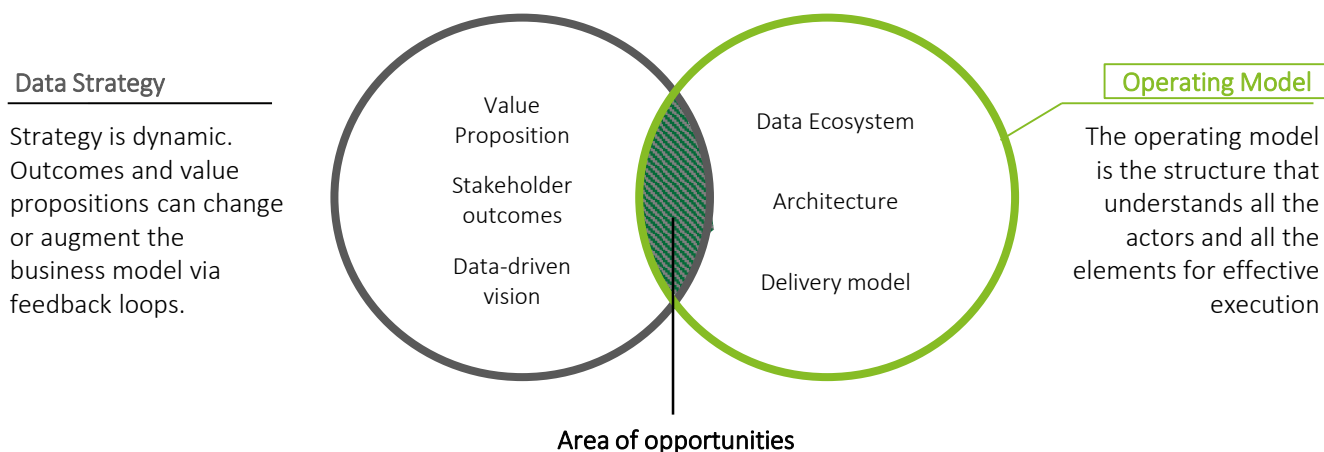 Data Strategy
Strategy is dynamic.
Outcomes and value
propositions can change
or augment the
business model via
feedback loops.
Value
Proposition
Stakeholder
outcomes
Data-driven
vision
Data Ecosystem
Architecture
Delivery model
Operating Model
The operating model
is the structure that
understands all the
actors and all the
elements for effective
execution
Area of opportunities